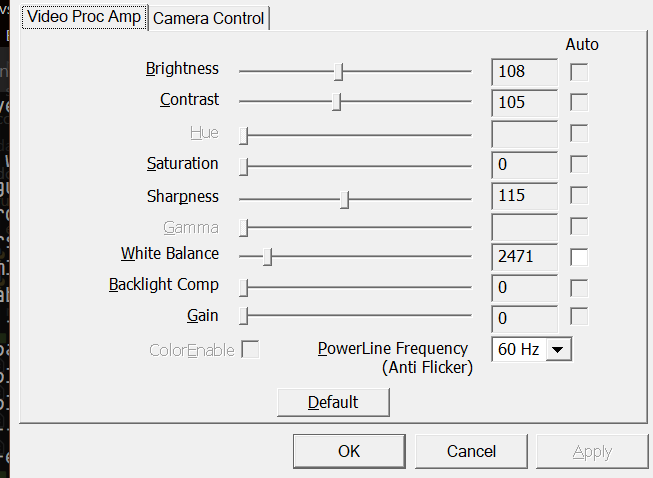 Video Proc Amp Camera Control
Auto
Brightness 108
Contrast 105
Hue
Saturation 0
Sharpness 115
Gamma
White Balance 2471
Backlight Comp 0
Gain 0
ColorEnable PowerLine Frequency 60 Hz
(Anti Flicker)
Default
OK Cancel Apply